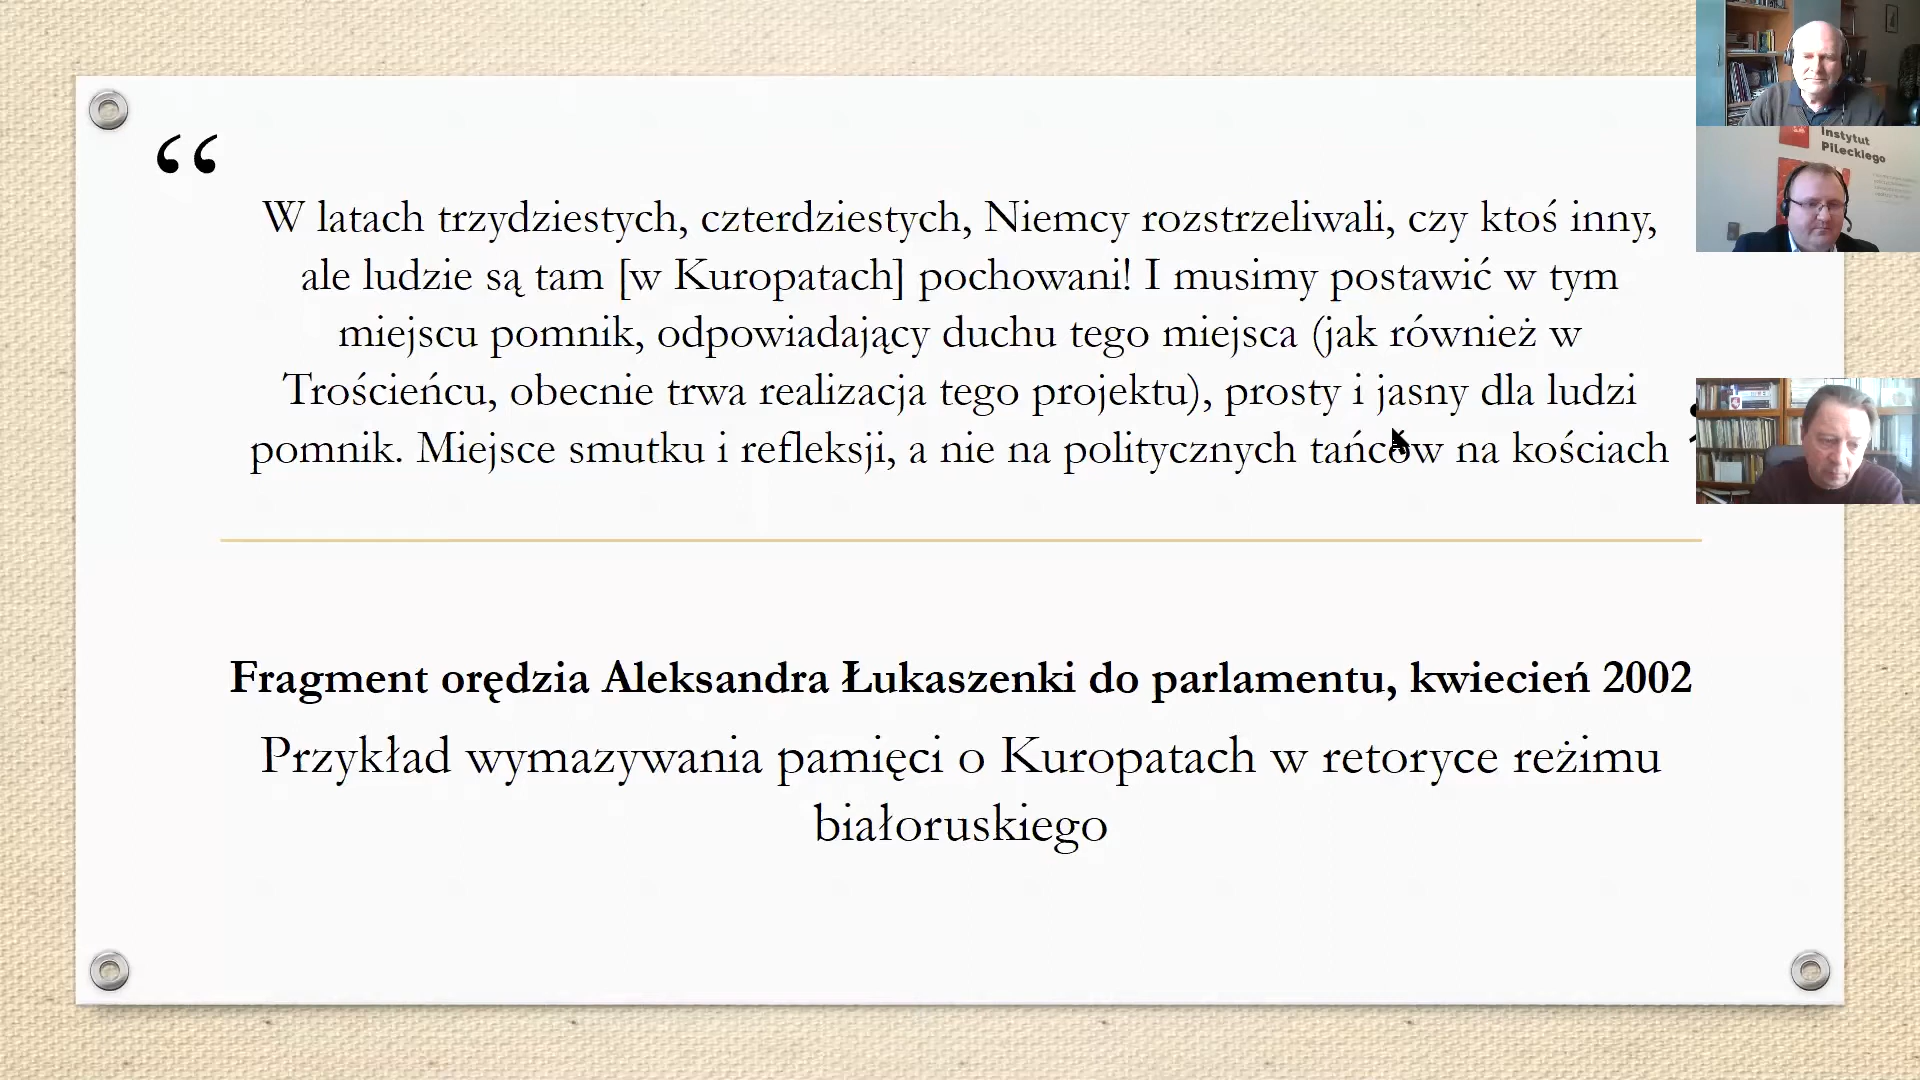 “
W latach trzydziestych, czterdziestych, Niemcy rozstrzeliwali, czy ktoś inny,
ale ludzie są tam [w Kuropatach] pochowani! I musimy postawić w tym
miejscu pomnik, odpowiadający duchu tego miejsca (jak również w
Trościeńcu, obecnie trwa realizacja tego projektu), prosty i jasny dla ludzi
pomnik. Miejsce smutku i refleksji, a nie na politycznych tańców na kościach
Fragment orędzia Aleksandra Łukaszenki do parlamentu, kwiecień 2002
Przykład wymazywania pamięci o Kuropatach w retoryce reżimu
białoruskiego
Instytut
Pileckiego